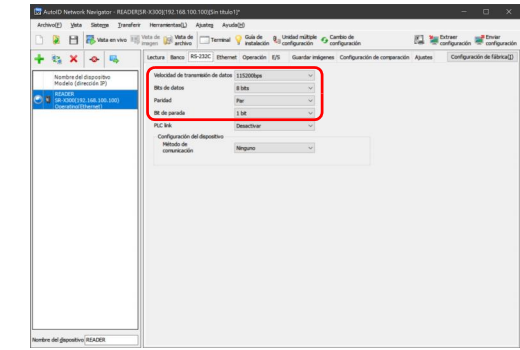 AutoID Network Navigator - READER[SR-X300](192.168.100.100)[Sin título1]*
Archivo(F) Vista Setenge Transferir Herramientas(L) Ajustes Ayuda(H)
Vista en vivo Vista de imagen Vista de archivo Terminal Guía de instalación Unidad múltiple configuración Cambio de configuración Extraer configuración Enviar configuración
Lectura Banco RS-232C Ethernet Operación E/S Guardar imágenes Configuración de comparación Ajustes Configuración de fábrica(J)
Nombre del dispositivo
Modelo (dirección IP)
READER
SR-X300(192.168.100.100)
Operativo(Ethernet)
Velocidad de transmisión de datos 115200bps
Bits de datos 8 bits
Paridad Par
Bit de parada 1 bit
PLC link Desactivar
Configuración del dispositivo
Método de comunicación Ninguno
Nombre del dispositivo READER